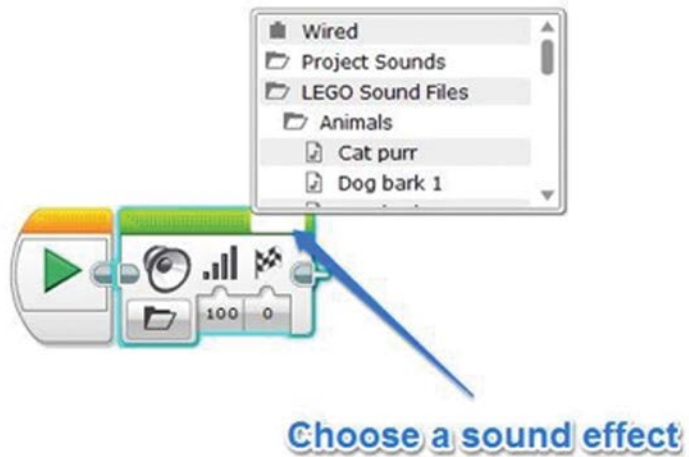 Wired
Project Sounds
LEGO Sound Files
Animals
Cat purr
Dog bark 1
100 0
Choose a sound effect